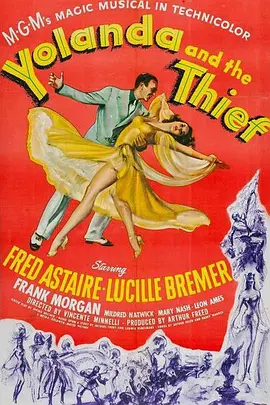 M-G-M's MAGIC MUSICAL IN TECHNICOLOR
Yolanda
and the
Thief
Starring
FRED ASTAIRE · LUCILLE BREMER
FRANK MORGAN
MILDRED NATWICK · MARY NASH · LEON AMES
DIRECTED BY VINCENTE MINNELLI · PRODUCED BY ARTHUR FREED